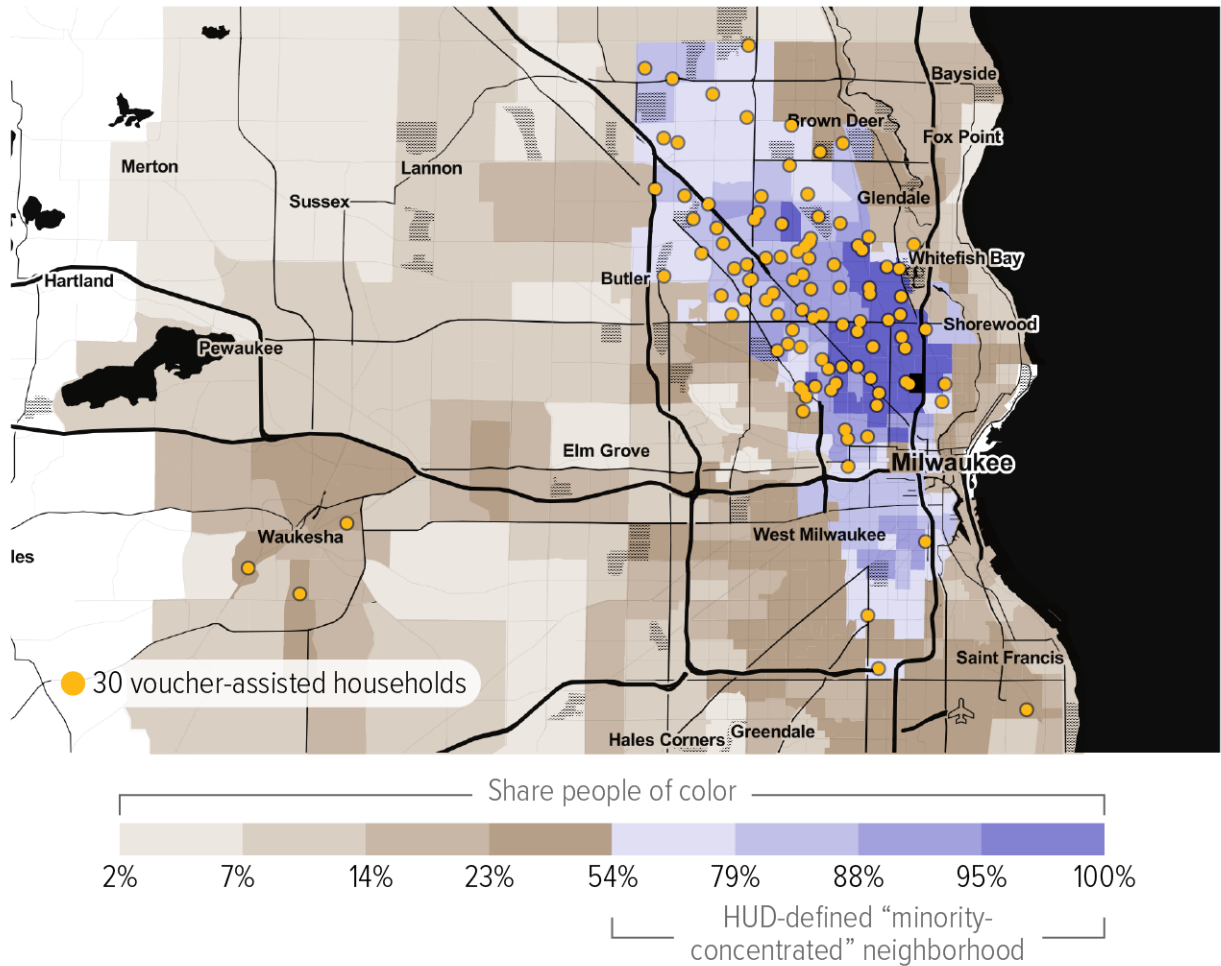 Bayside
Brown Deer
Fox Point
Merton
Lannon
Sussex
Glendale
Whitefish Bay
Hartland
Butler
Shorewood
Pewaukee
Elm Grove
Milwaukee
Waukesha
West Milwaukee
les
Saint Francis
30 voucher-assisted households
Hales Corners
Greendale
Share people of color
2% 7% 14% 23% 54% 79% 88% 95% 100%
HUD-defined “minority-
concentrated” neighborhood